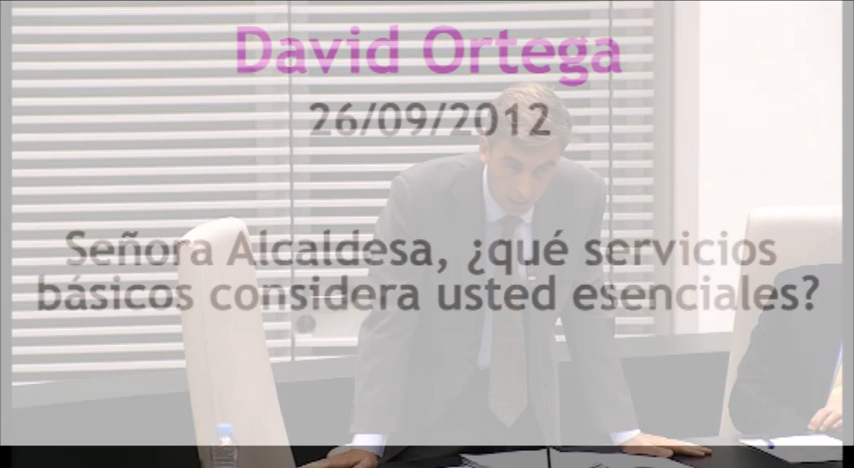 David Ortega
26/09/2012
Señora Alcaldesa, ¿qué servicios
básicos considera usted esenciales?